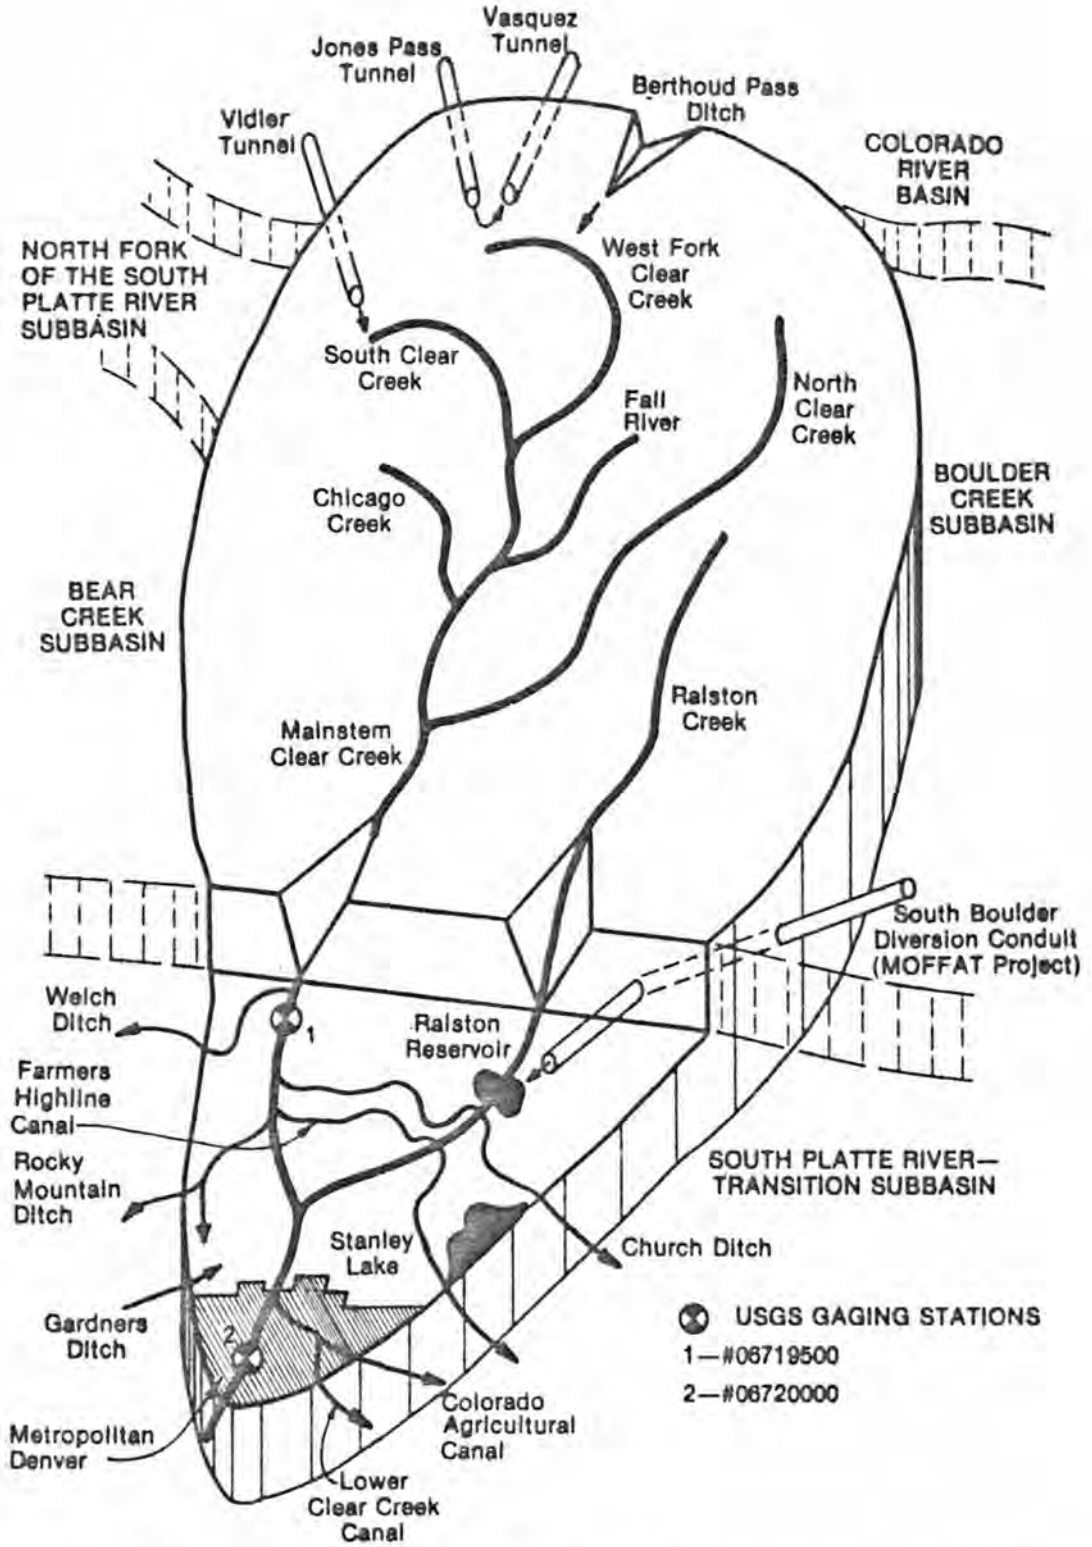 Vasquez
Tunnel
Jones Pass
Tunnel
Berthoud Pass
Ditch
Vidler
Tunnel
COLORADO
RIVER
BASIN
NORTH FORK
OF THE SOUTH
PLATTE RIVER
SUBBASIN
West Fork
Clear
Creek
South Clear
Creek
Fall
River
North
Clear
Creek
Chicago
Creek
BOULDER
CREEK
SUBBASIN
BEAR
CREEK
SUBBASIN
Ralston
Creek
Mainstem
Clear Creek
South Boulder
Diversion Conduit
(MOFFAT Project)
Welch
Ditch
1
Ralston
Reservoir
Farmers
Highline
Canal
Rocky
Mountain
Ditch
SOUTH PLATTE RIVER—
TRANSITION SUBBASIN
Stanley
Lake
Church Ditch
Gardners
Ditch
2
USGS GAGING STATIONS
1—#06719500
2—#06720000
Colorado
Agricultural
Canal
Metropolitan
Denver
Lower
Clear Creek
Canal